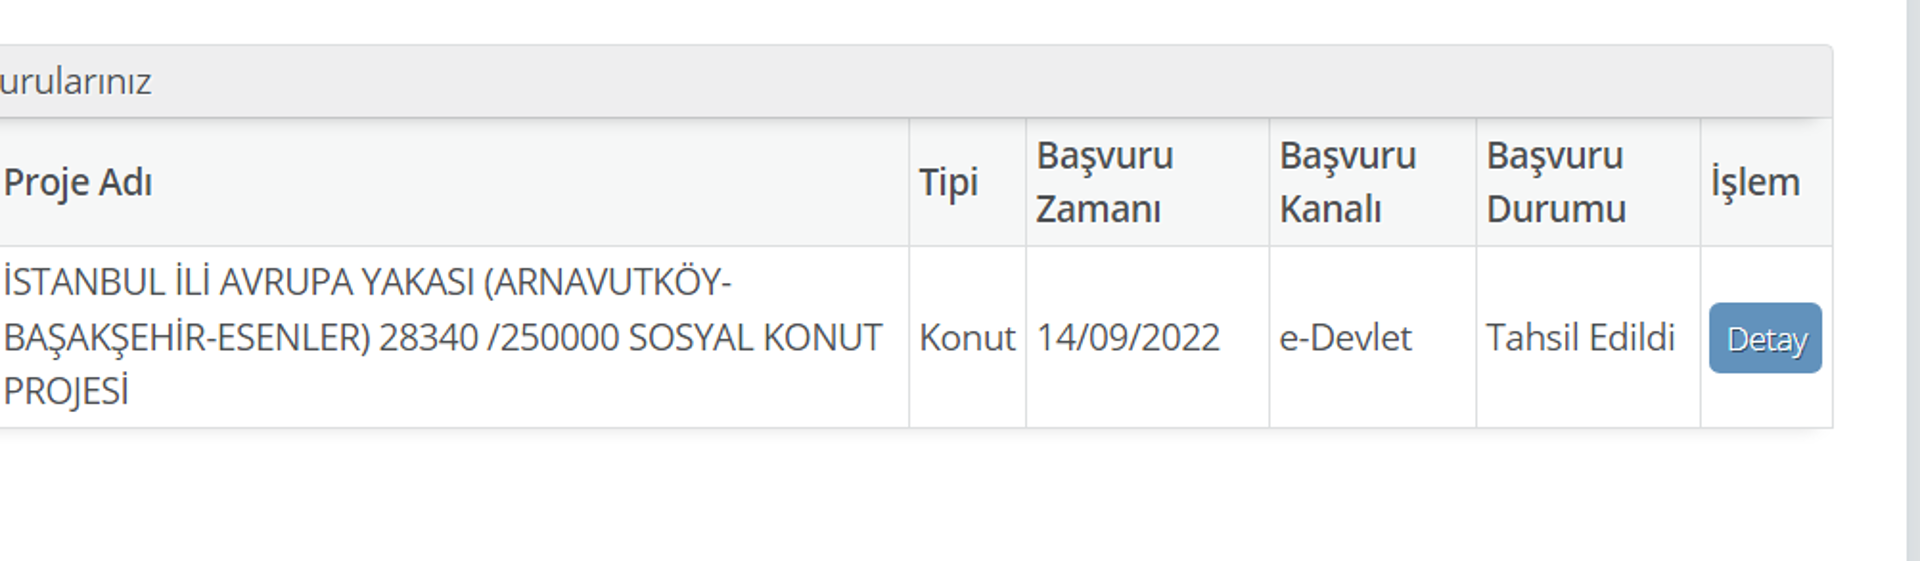 urularınız
Proje Adı
Tipi
Başvuru
Zamanı
Başvuru
Kanalı
Başvuru
Durumu
İşlem
İSTANBUL İLİ AVRUPA YAKASI (ARNAVUTKÖY-
BAŞAKŞEHİR-ESENLER) 28340 /250000 SOSYAL KONUT
PROJESİ
Konut
14/09/2022
e-Devlet
Tahsil Edildi
Detay